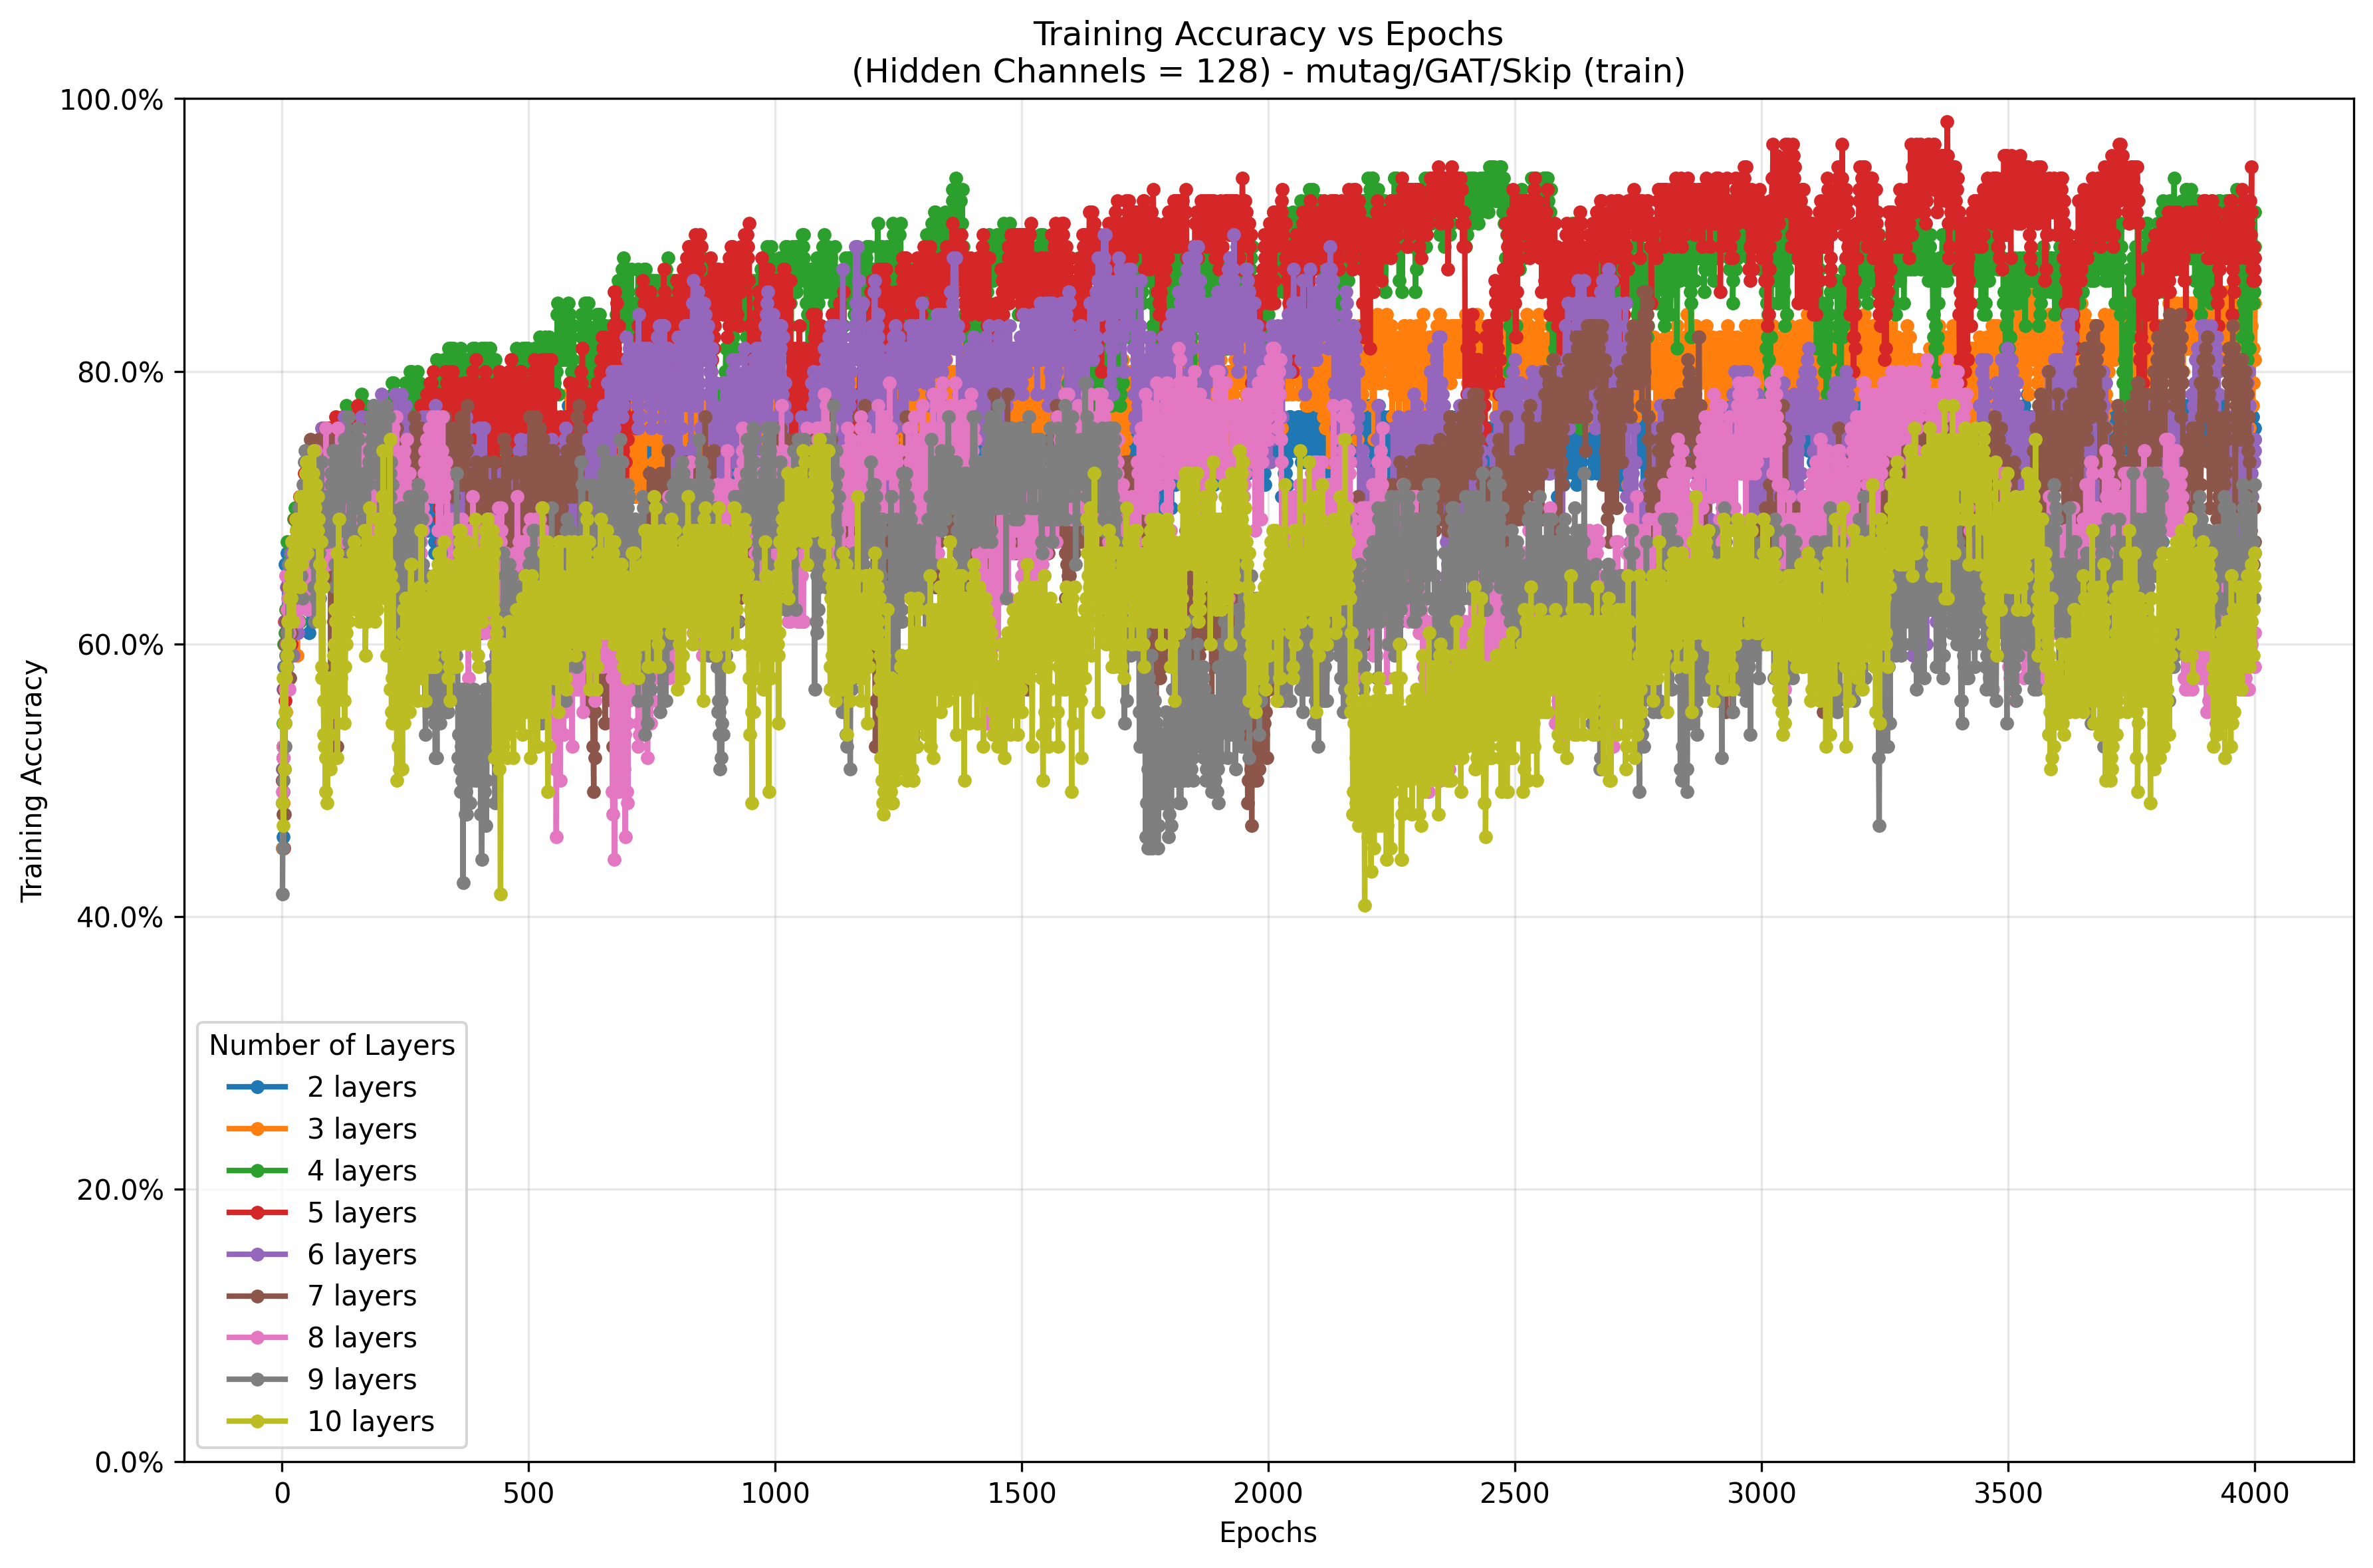 Training Accuracy vs Epochs
(Hidden Channels = 128) - mutag/GAT/Skip (train)
100.0%
80.0%
60.0%
40.0%
20.0%
0.0%
Training Accuracy
Number of Layers
2 layers
3 layers
4 layers
5 layers
6 layers
7 layers
8 layers
9 layers
10 layers
0 500 1000 1500 2000 2500 3000 3500 4000
Epochs